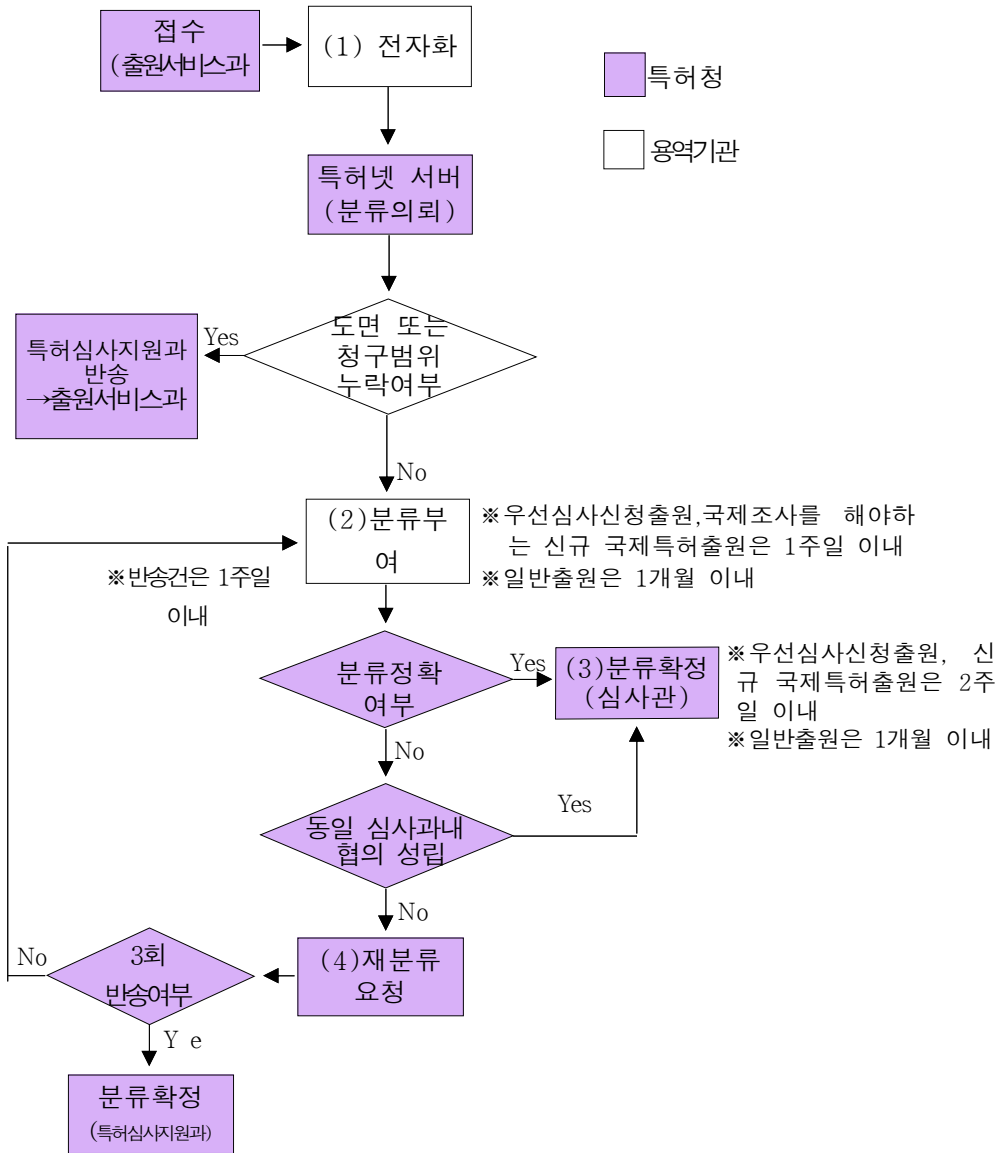 접수
(출원서비스과
(1) 전자화
특허청
용역기관
특허넷 서버
(분류의뢰)
도면 또는
청구범위
누락여부
Yes
특허심사지원과
반송
→출원서비스과
No
(2)분류부
여
※우선심사신청출원,국제조사를 해야하
는 신규 국제특허출원은 1주일 이내
※일반출원은 1개월 이내
※반송건은 1주일
이내
분류정확
여부
Yes
(3)분류확정
(심사관)
※우선심사신청출원, 신
규 국제특허출원은 2주
일 이내
※일반출원은 1개월 이내
No
동일 심사과내
협의 성립
Yes
No
(4)재분류
요청
3회
반송여부
No
Y e
분류확정
(특허심사지원과)